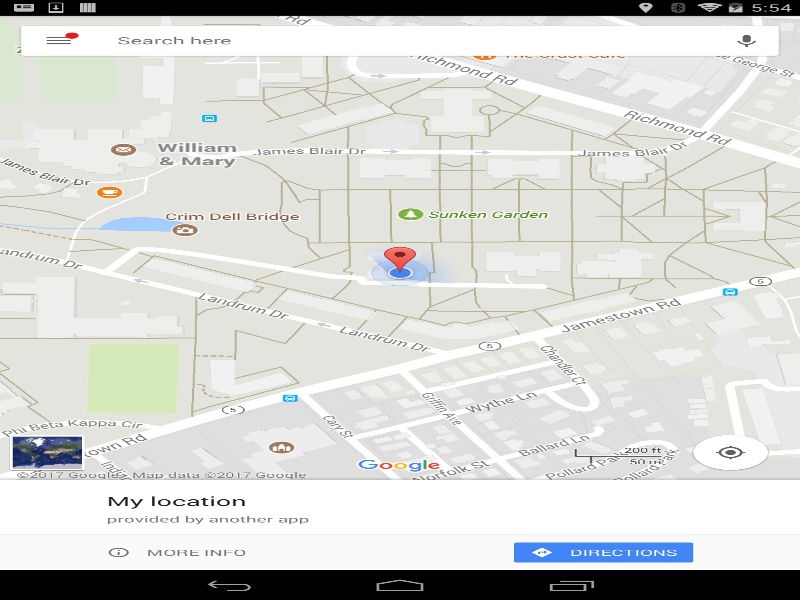 5:54
Rd
Search here
The Crust Cafe
George St
Richmond Rd
Richmond Rd
William
& Mary
James Blair Dr
James Blair Dr
James Blair Dr
Crim Dell Bridge
Sunken Garden
Landrum Dr
5
Landrum Dr
Jamestown Rd
Landrum Dr
5
Chandler Ct
Griffin Ave
Wythe Ln
5
Phi Beta Kappa Cir
Cary St
town Rd
Ballard Ln
200 ft
50 m
Google
Norfolk St
Pollard Park
©2017 Google, Map data ©2017 Google
My location
provided by another app
MORE INFO
DIRECTIONS